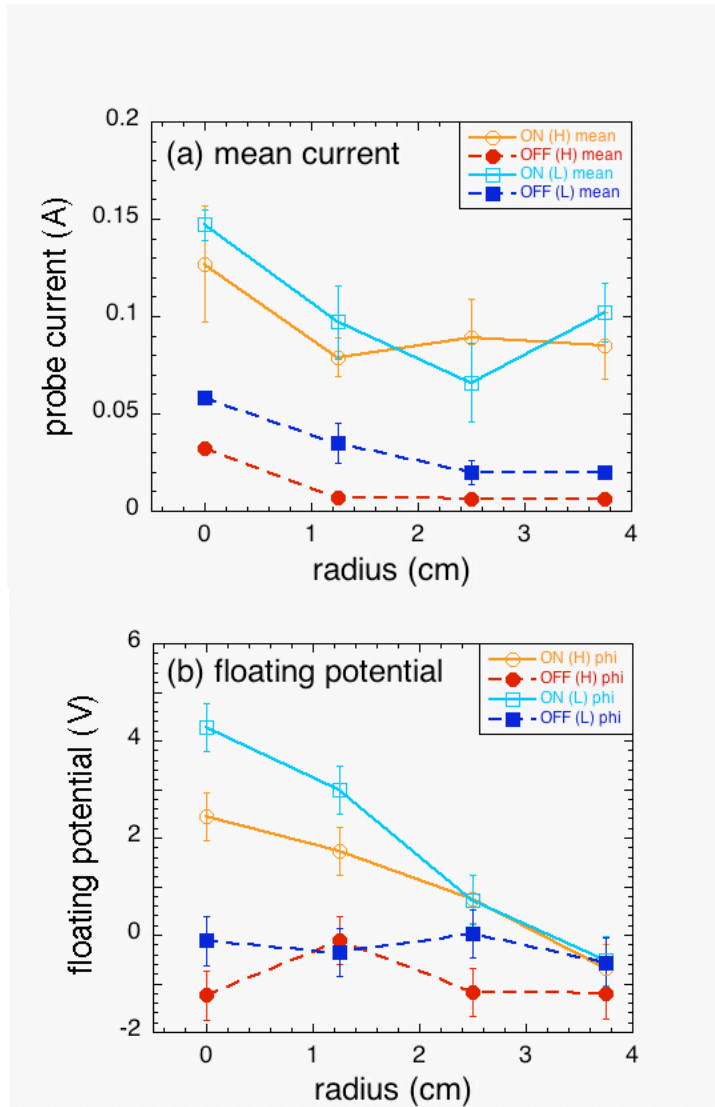 (a) mean current
ON (H) mean
OFF (H) mean
ON (L) mean
OFF (L) mean
0.2
0.15
0.1
0.05
0
probe current (A)
0 1 2 3 4
radius (cm)
(b) floating potential
ON (H) phi
OFF (H) phi
ON (L) phi
OFF (L) phi
6
4
2
0
-2
floating potential (V)
0 1 2 3 4
radius (cm)